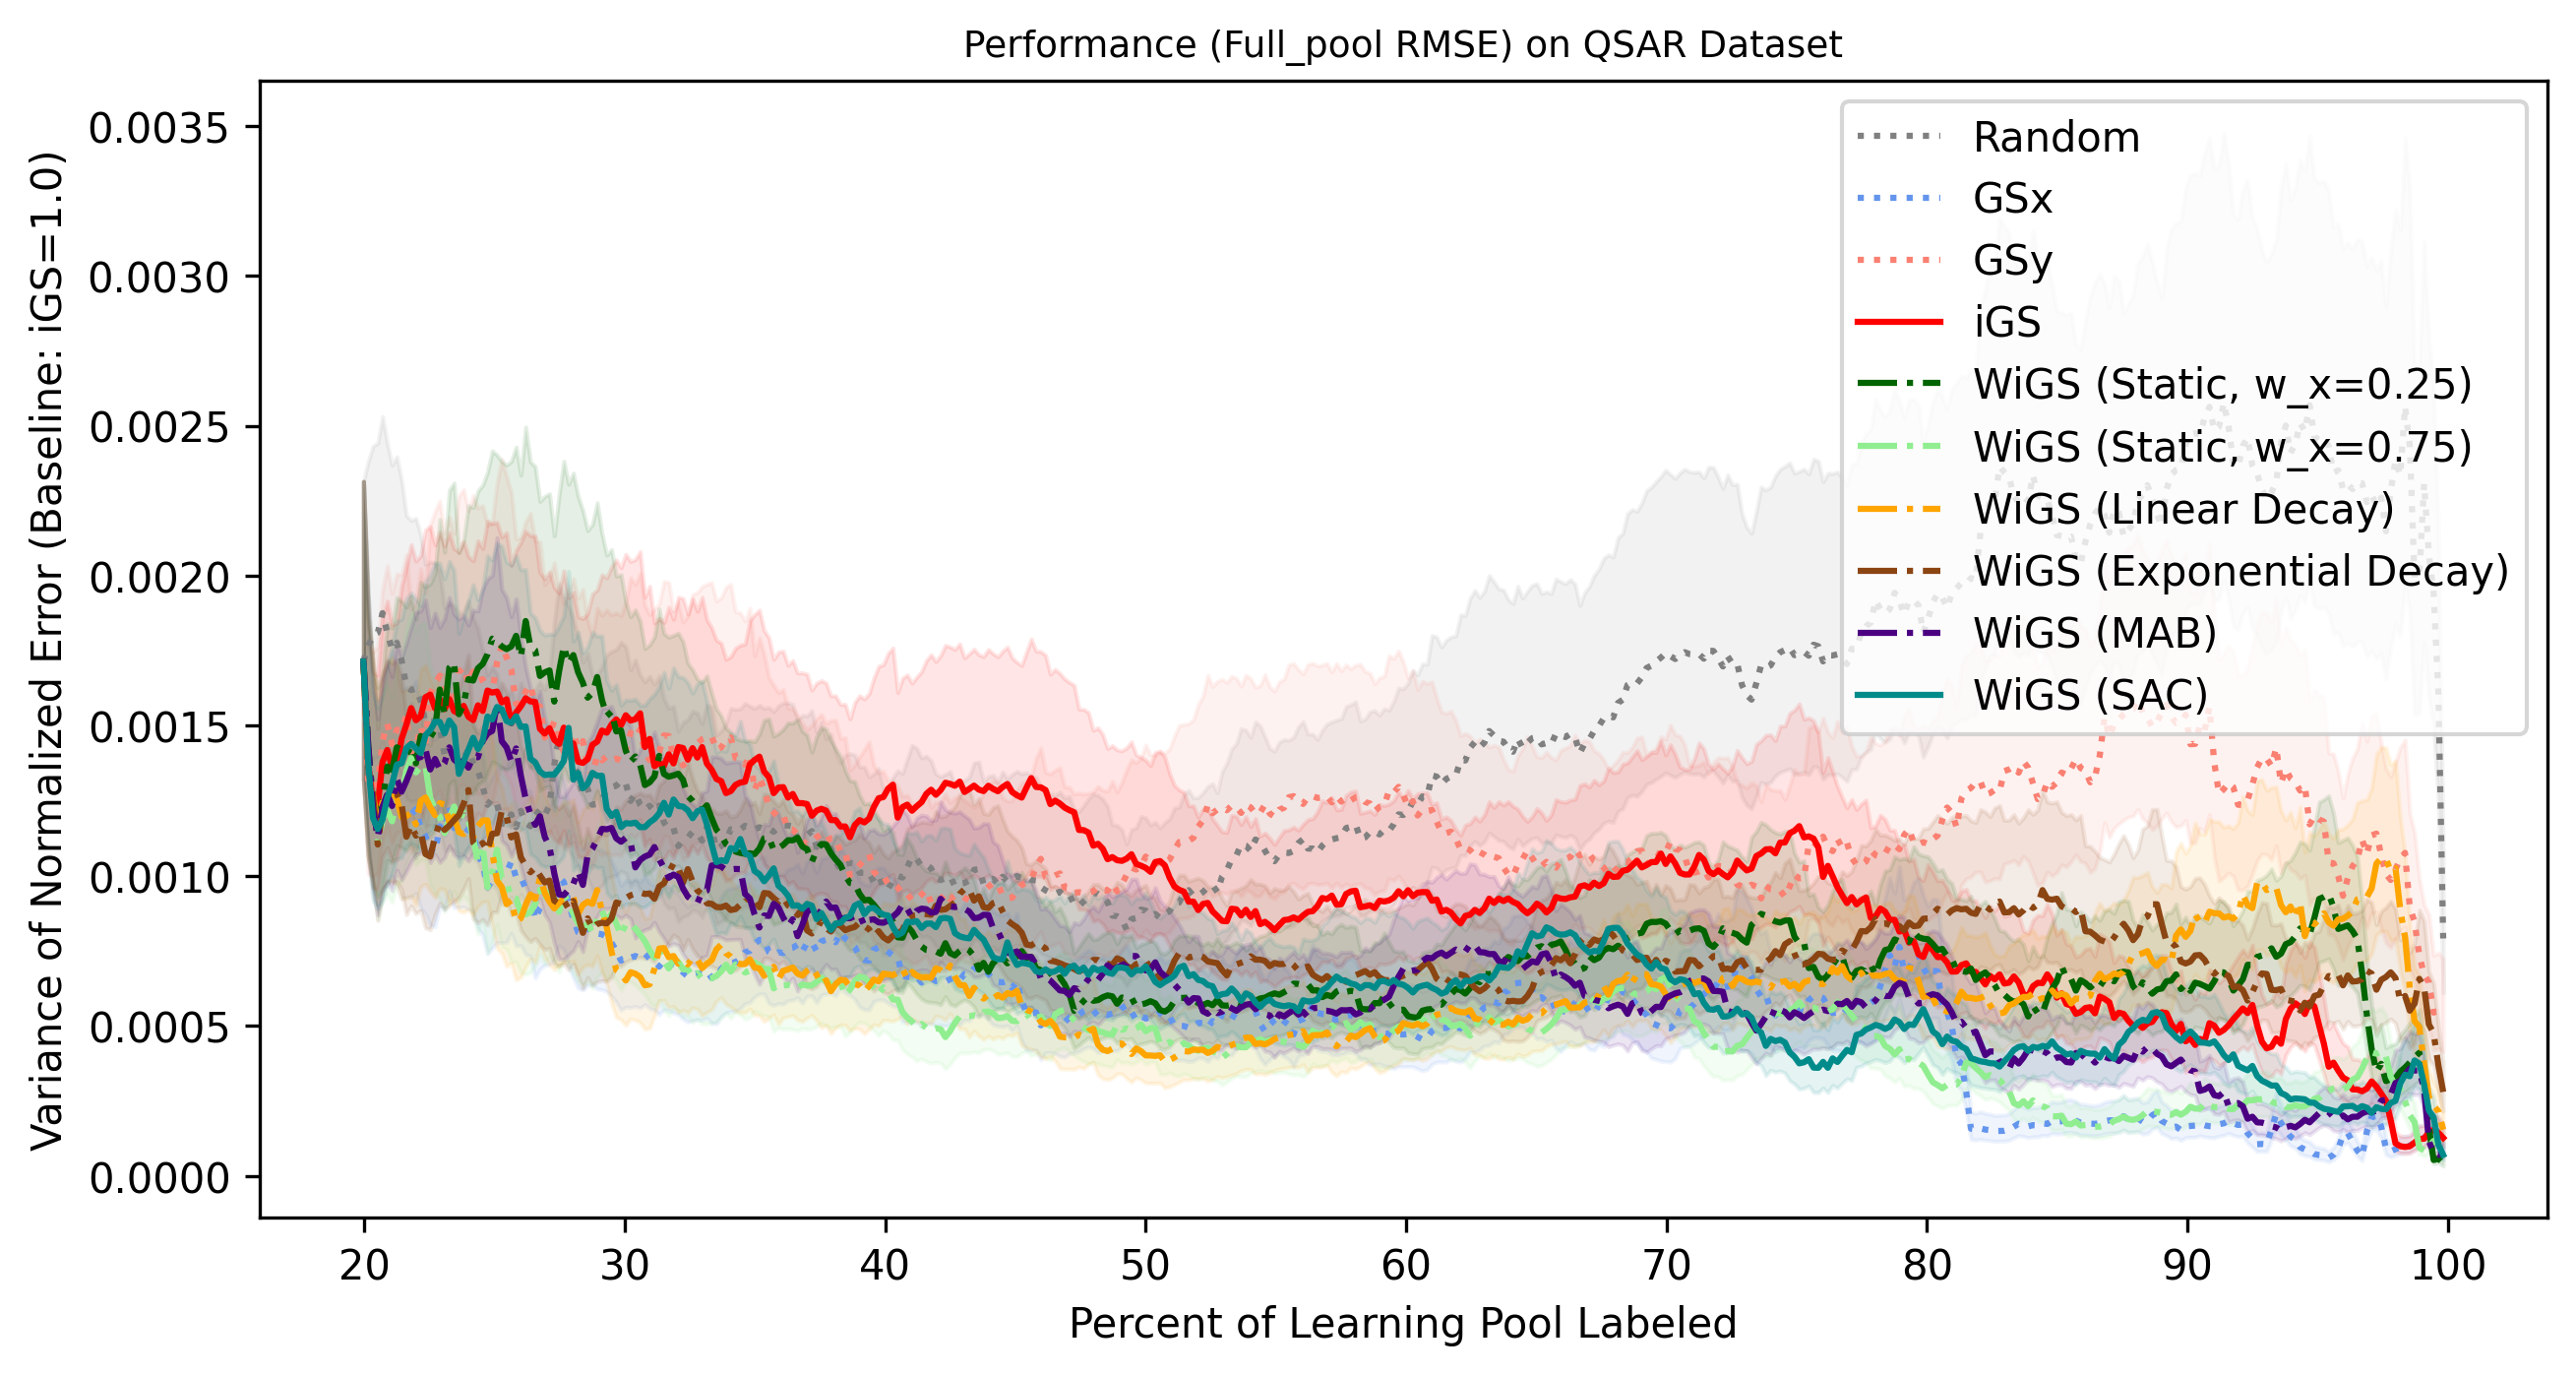 Performance (Full_pool RMSE) on QSAR Dataset
Variance of Normalized Error (Baseline: iGS=1.0)
0.0035
0.0030
0.0025
0.0020
0.0015
0.0010
0.0005
0.0000
Random
GSx
GSy
iGS
WiGS (Static, w_x=0.25)
WiGS (Static, w_x=0.75)
WiGS (Linear Decay)
WiGS (Exponential Decay)
WiGS (MAB)
WiGS (SAC)
20 30 40 50 60 70 80 90 100
Percent of Learning Pool Labeled